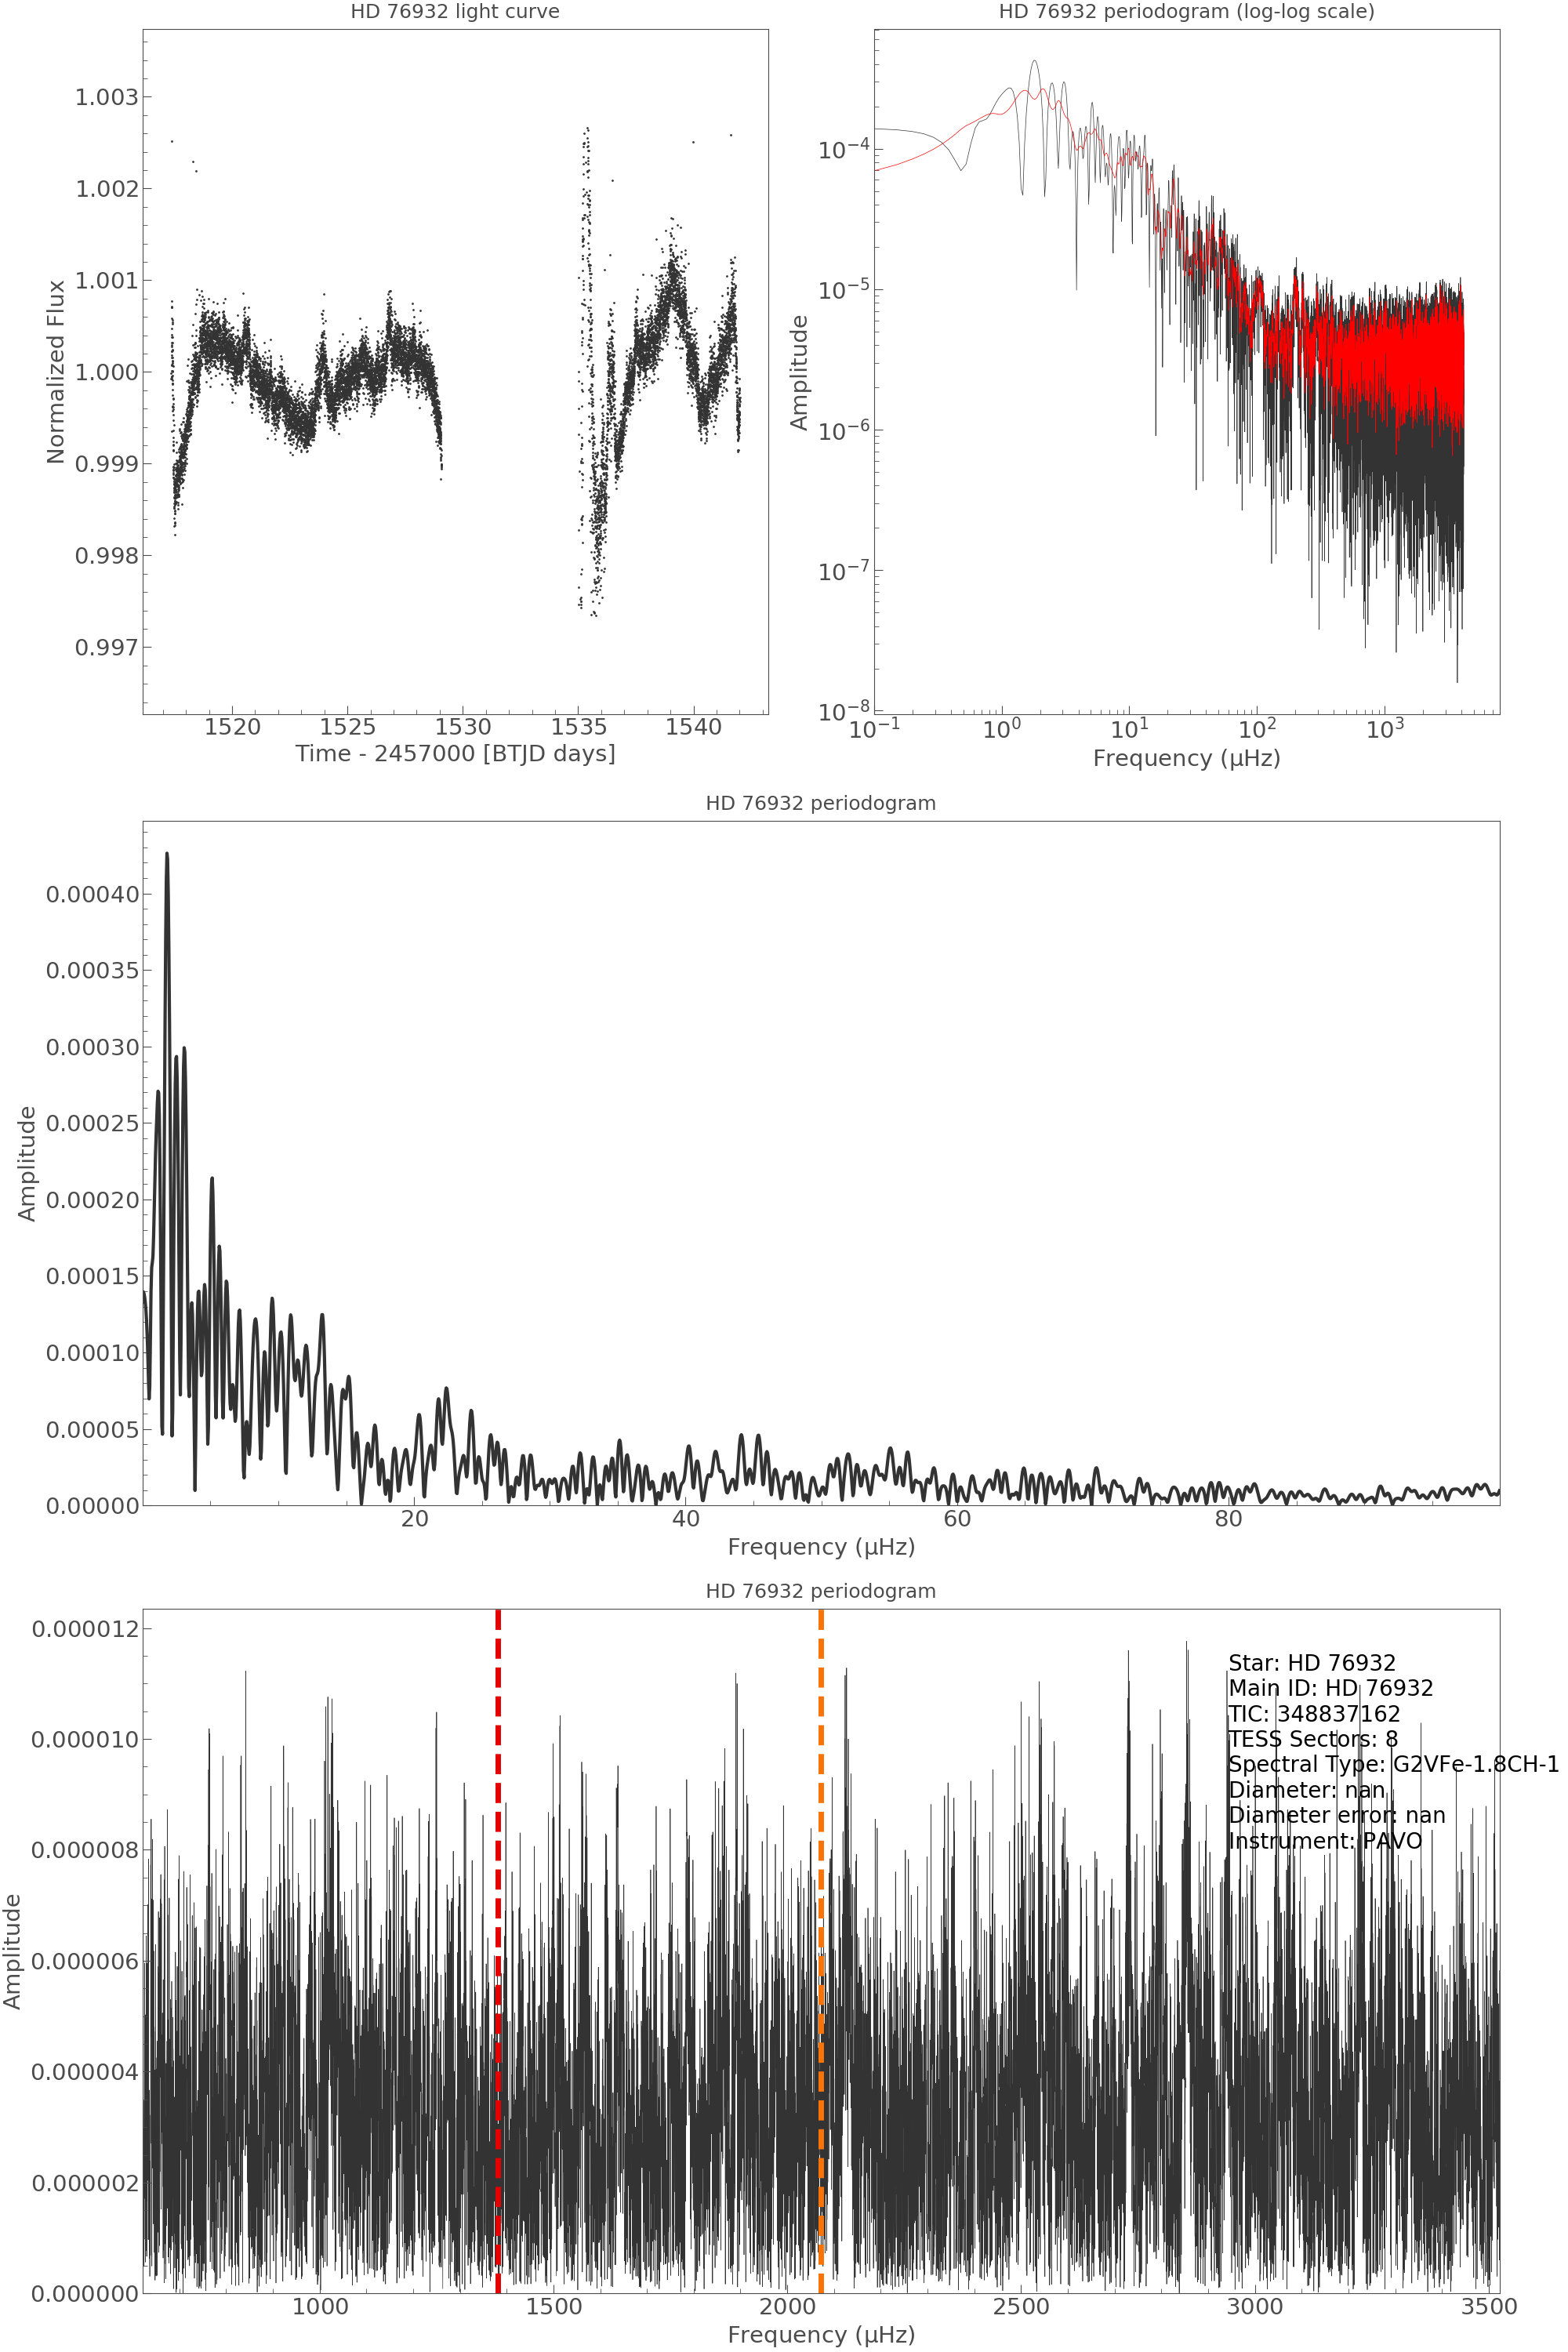 HD 76932 light curve
1.003
1.002
1.001
1.000
0.999
0.998
0.997
Normalized Flux
1520
1525
1530
1535
1540
Time - 2457000 [BTJD days]
HD 76932 periodogram (log-log scale)
10⁻⁴
10⁻⁵
10⁻⁶
10⁻⁷
10⁻⁸
Amplitude
10⁻¹
10⁰
10¹
10²
10³
Frequency (μHz)
HD 76932 periodogram
0.00040
0.00035
0.00030
0.00025
0.00020
0.00015
0.00010
0.00005
0.00000
Amplitude
20
40
60
80
Frequency (μHz)
HD 76932 periodogram
0.000012
0.000010
0.000008
0.000006
0.000004
0.000002
0.000000
Amplitude
Star: HD 76932
Main ID: HD 76932
TIC: 348837162
TESS Sectors: 8
Spectral Type: G2VFe-1.8CH-1
Diameter: nan
Diameter error: nan
Instrument: PAVO
1000
1500
2000
2500
3000
3500
Frequency (μHz)